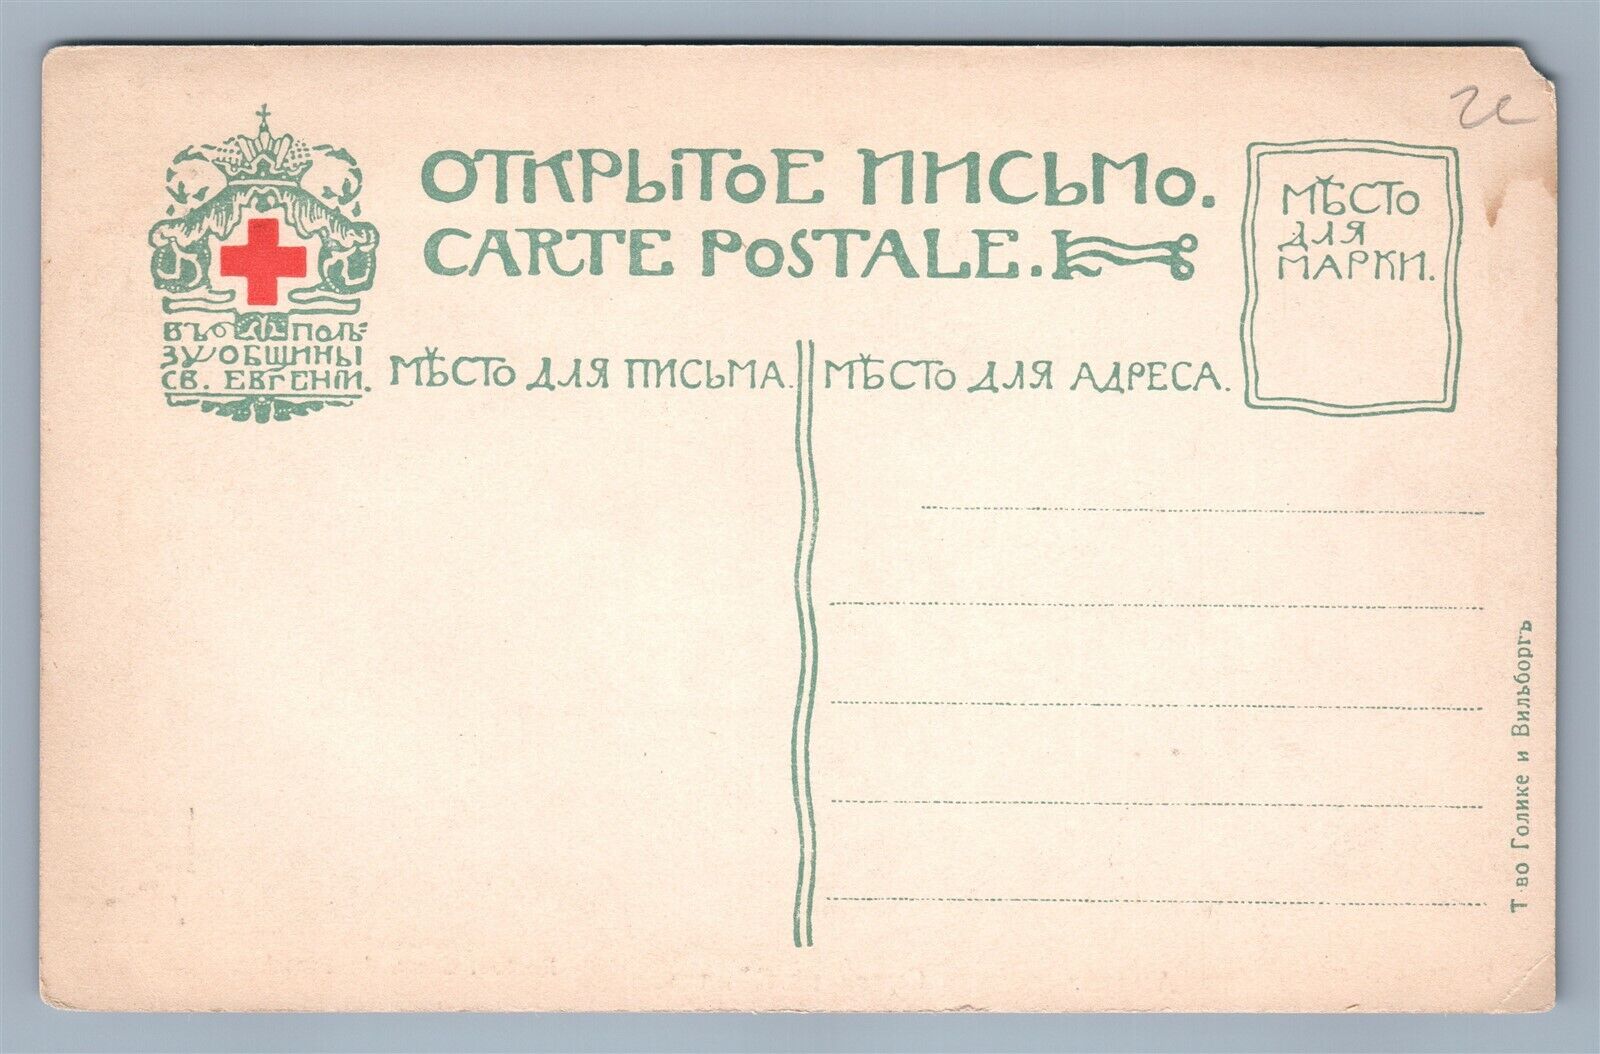 ОТКРЫТОЕ ПИСЬМО.
CARTE POSTALE.
МѢСТО
ДЛЯ
МАРКИ.
ВЪ ПОЛЬ=
ЗУ ОБЩИНЫ
СВ. ЕВГЕНIИ.
МѢСТО ДЛЯ ПИСЬМА.
МѢСТО ДЛЯ АДРЕСА.
Т-во Голике и Вильборгъ